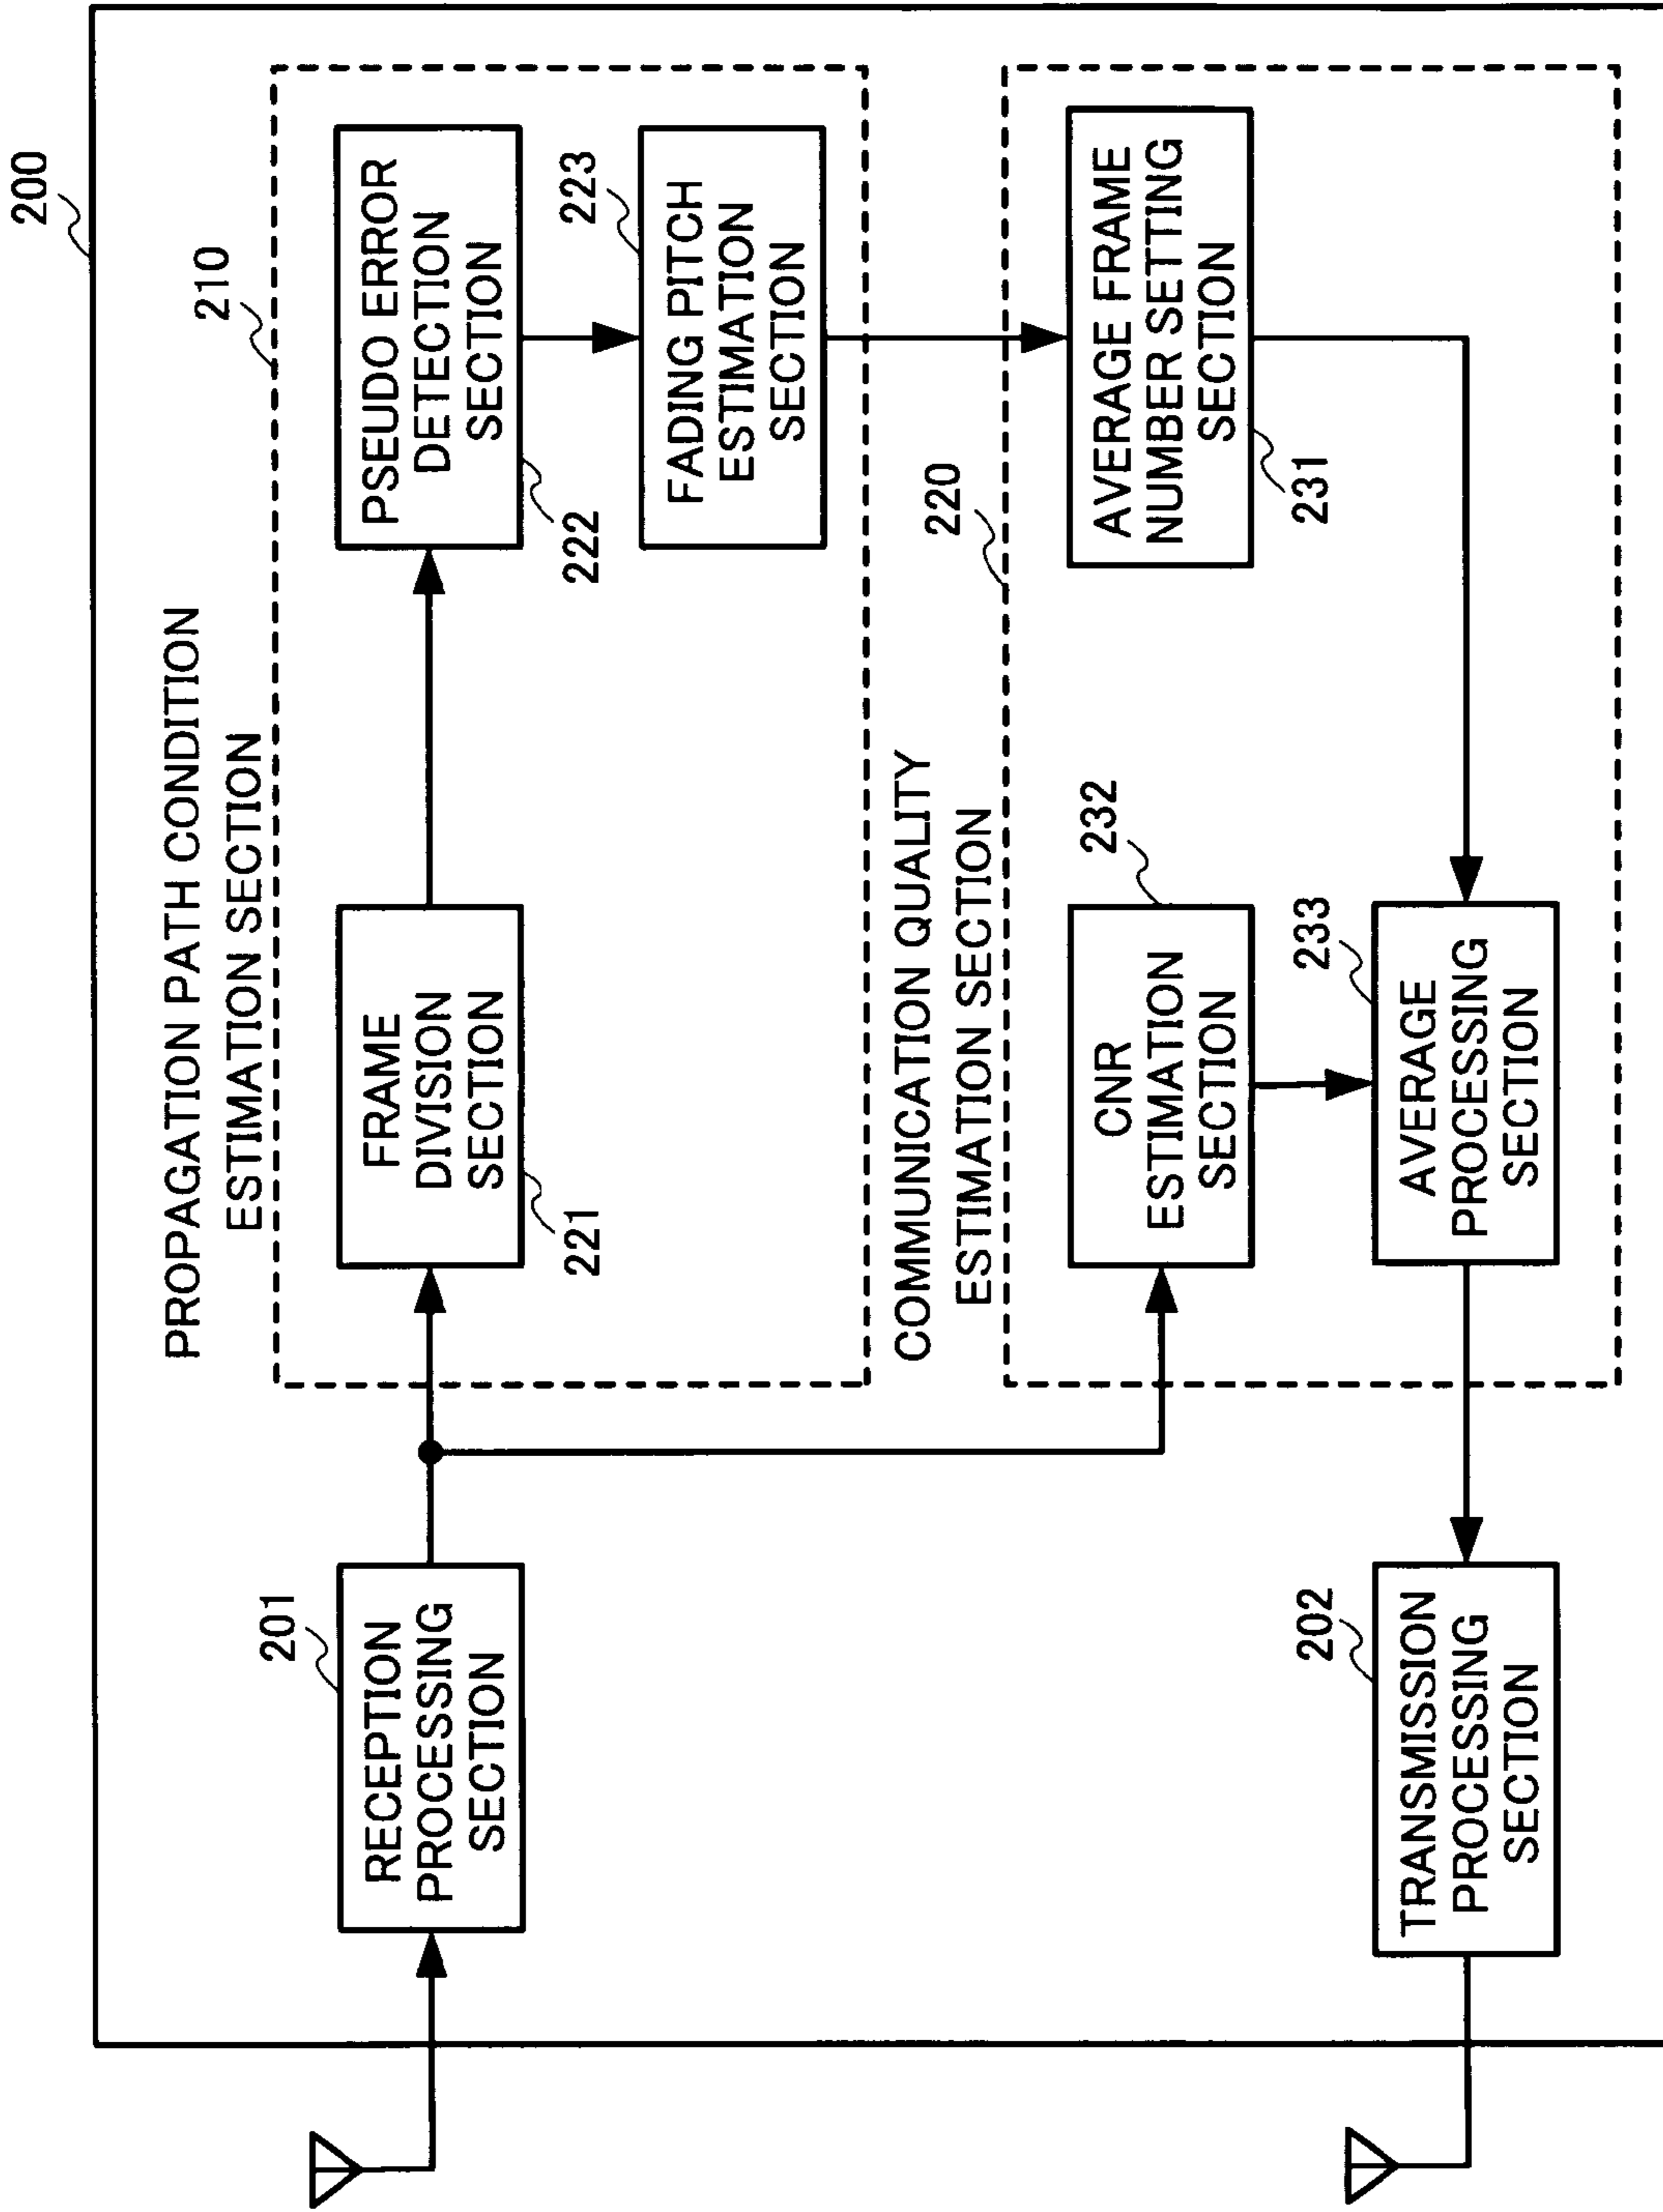 200
PROPAGATION PATH CONDITION
ESTIMATION SECTION
210
201
RECEPTION
PROCESSING
SECTION
FRAME
DIVISION
SECTION
221
PSEUDO ERROR
DETECTION
SECTION
222
223
FADING PITCH
ESTIMATION
SECTION
COMMUNICATION QUALITY
ESTIMATION SECTION
220
232
CNR
ESTIMATION
SECTION
AVERAGE FRAME
NUMBER SETTING
SECTION
231
202
TRANSMISSION
PROCESSING
SECTION
233
AVERAGE
PROCESSING
SECTION